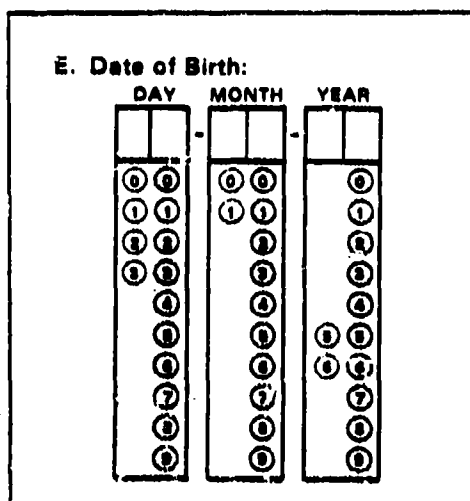 E. Date of Birth:
DAY MONTH YEAR
- -
0 0 0 0 0
1 1 1 1 1
2 2 2 2
3 3 3 3
4 4 4
5 5 5 5
6 6 6 6
7 7 7
8 8 8
9 9 9